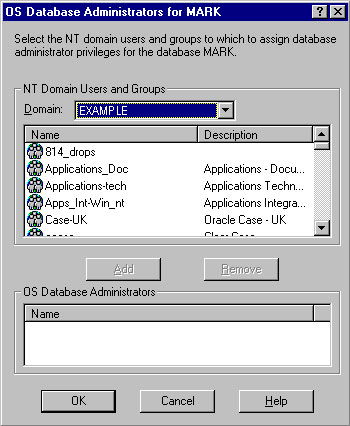 OS Database Administrators for MARK
Select the NT domain users and groups to which to assign database
administrator privileges for the database MARK.
NT Domain Users and Groups
Domain: EXAMPLE
Name Description
814_drops
Applications_Doc Applications - Docu...
Applications-tech Applications Techn...
Apps_Int-Win_nt Applications Integra...
Case-UK Oracle Case - UK
Add Remove
OS Database Administrators
Name
OK Cancel Help